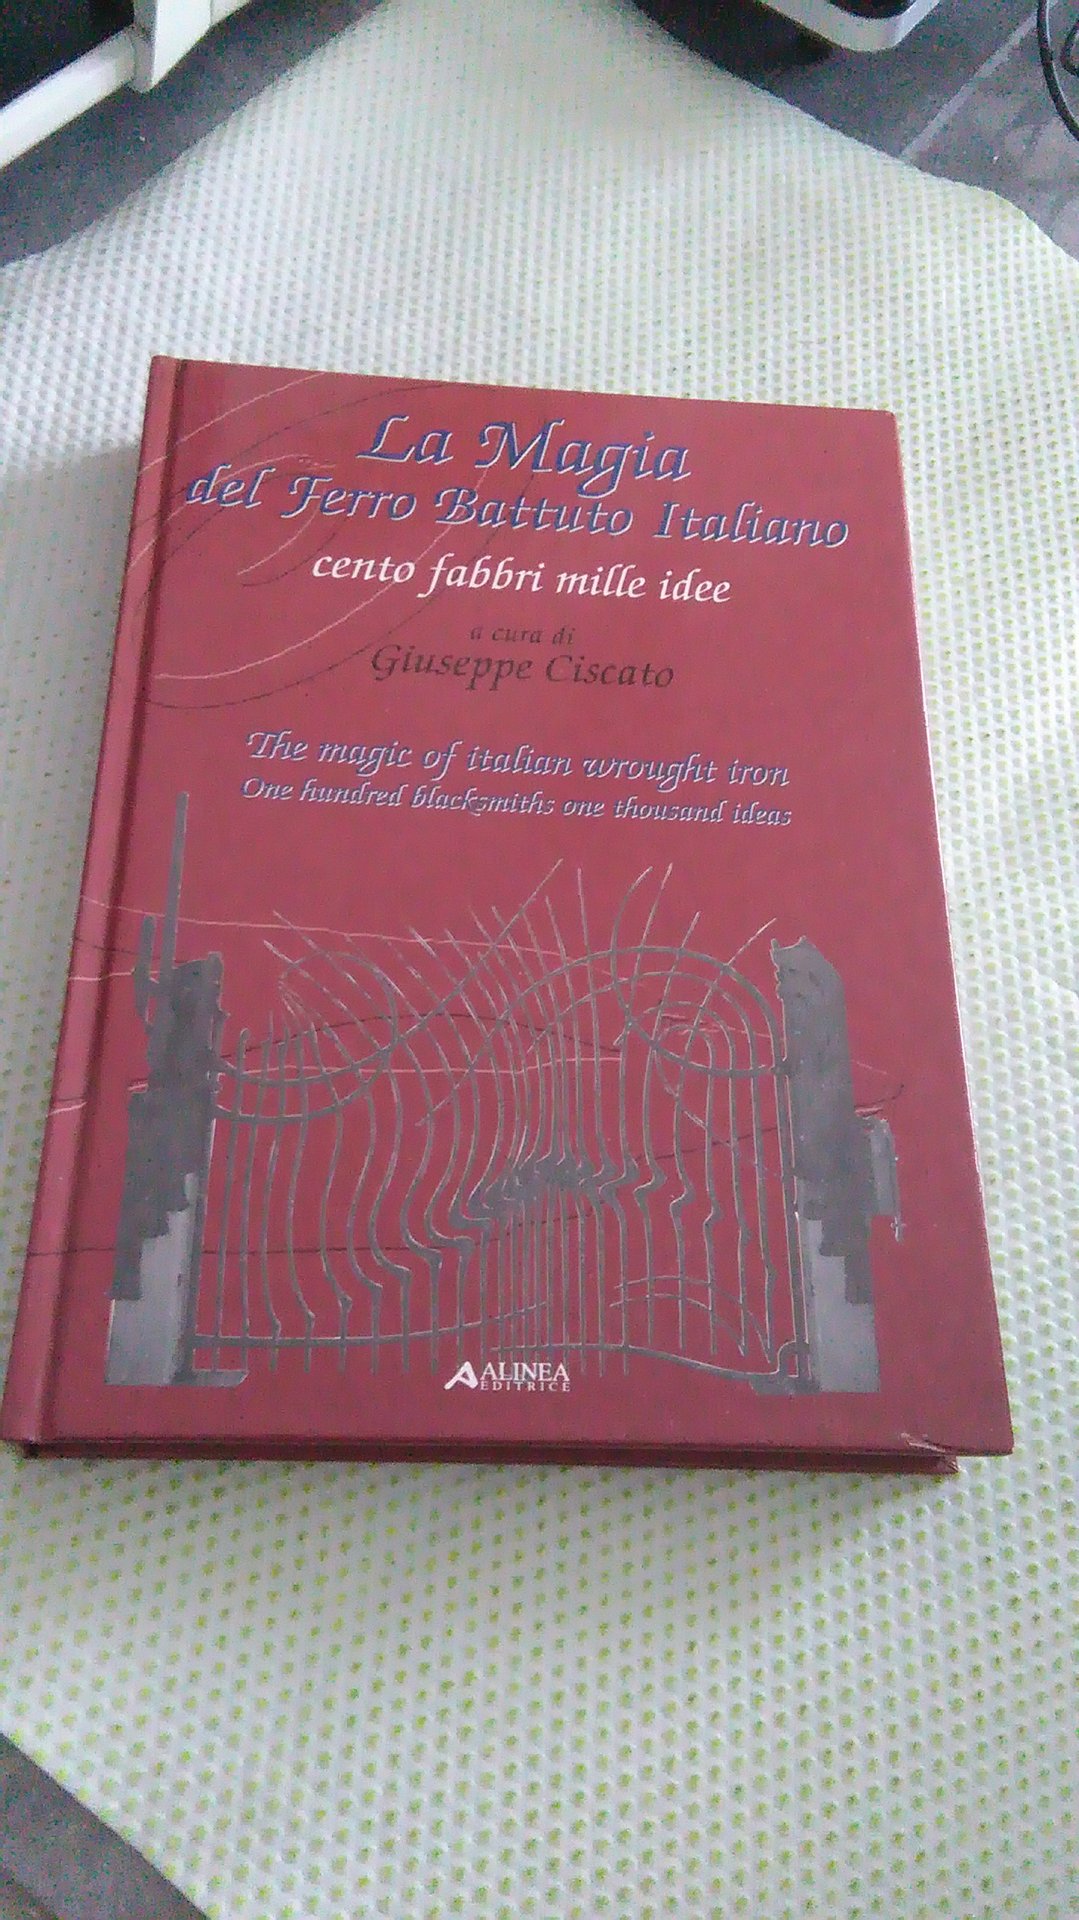 La Magia
del Ferro Battuto Italiano
cento fabbri mille idee
a cura di
Giuseppe Ciscato
The magic of italian wrought iron
One hundred blacksmiths one thousand ideas
ALINEA
EDITRICE